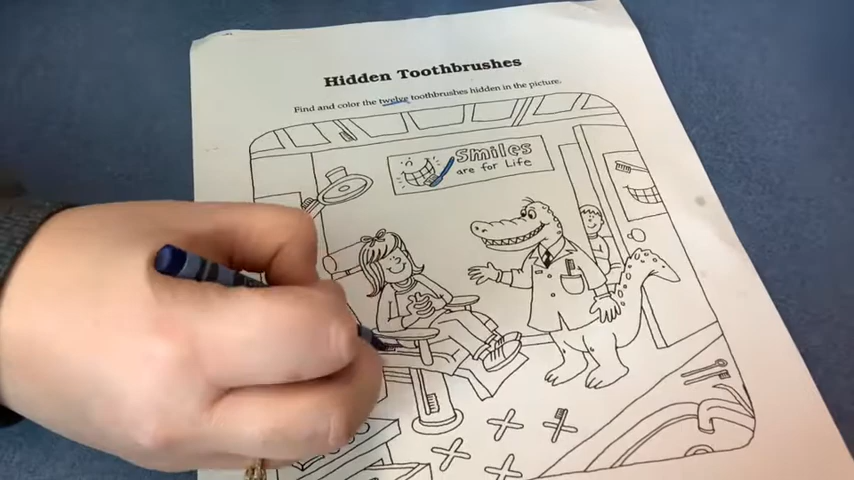 Hidden Toothbrushes
Find and color the twelve toothbrushes hidden in the picture.
Smiles
are for Life